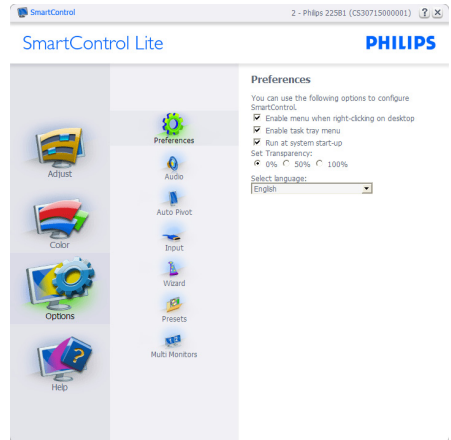 SmartControl
2 - Philips 225B1 (CS30715000001)
? X
SmartControl Lite
PHILIPS
Adjust
Color
Options
Help
Preferences
Audio
Auto Pivot
Input
Wizard
Presets
Multi Monitors
Preferences
You can use the following options to configure
SmartControl.
Enable menu when right-clicking on desktop
Enable task tray menu
Run at system start-up
Set Transparency:
0% 50% 100%
Select language:
English